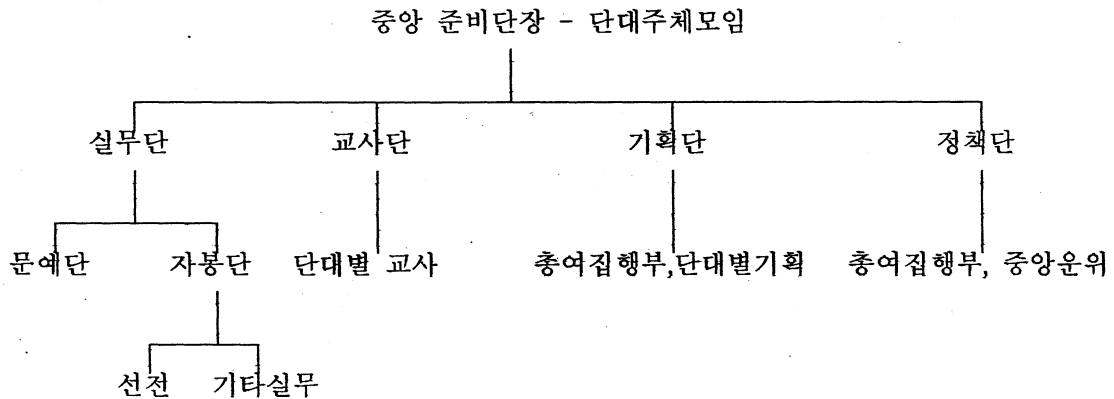 중앙 준비단장 - 단대주체모임
실무단 교사단 기획단 정책단
문예단 자봉단 단대별 교사 총여집행부,단대별기획 총여집행부, 중앙운위
선전 기타실무